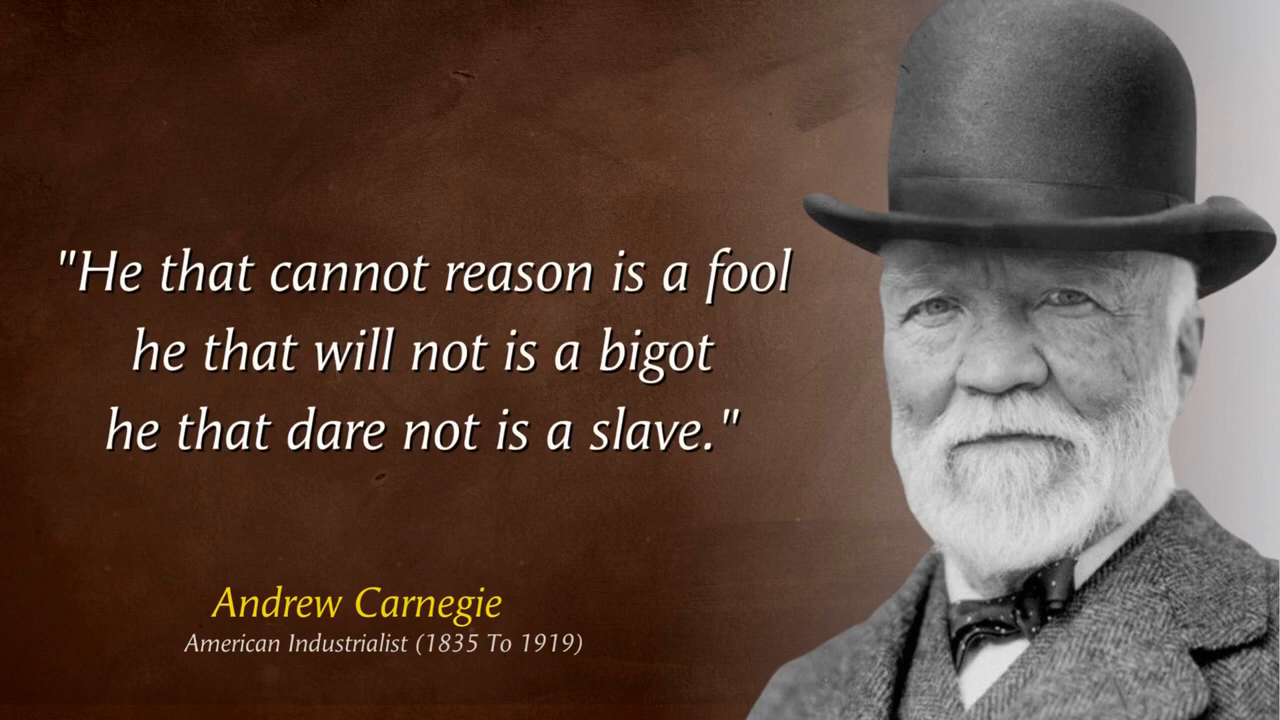 "He that cannot reason is a fool
he that will not is a bigot
he that dare not is a slave."
Andrew Carnegie
American Industrialist (1835 To 1919)